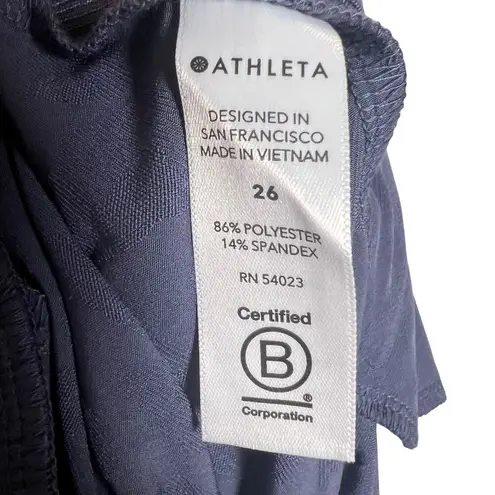 ATHLETA
DESIGNED IN
SAN FRANCISCO
MADE IN VIETNAM
26
86% POLYESTER
14% SPANDEX
RN 54023
Certified
B
®
Corporation